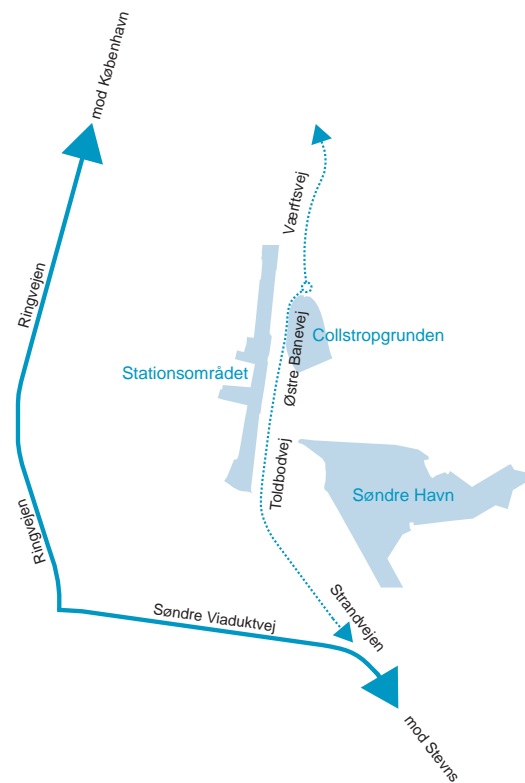 mod København
Værftsvej
Ringvejen
Collstropgrunden
Østre Banevej
Stationsområdet
Toldbodvej
Søndre Havn
Ringvejen
Strandvejen
Søndre Viaduktvej
mod Stevns